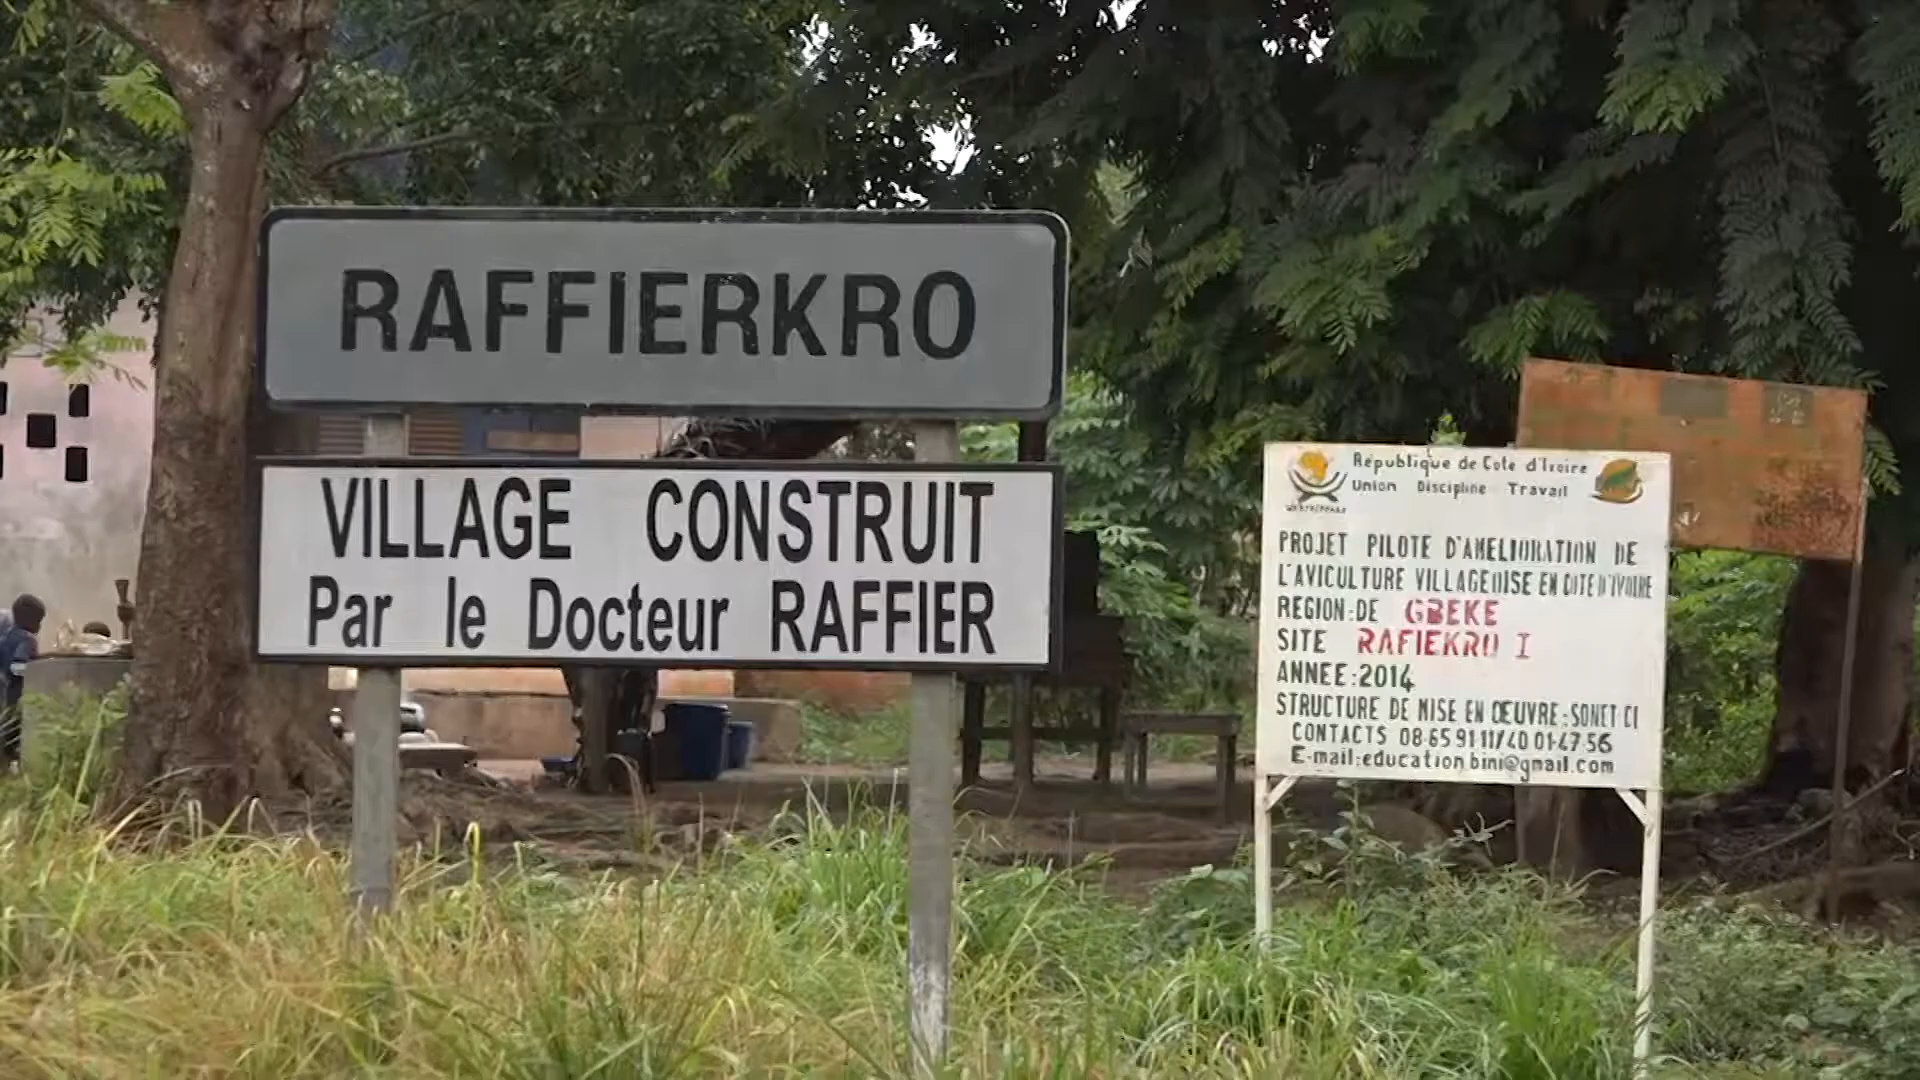 RAFFIERKRO
VILLAGE CONSTRUIT
Par le Docteur RAFFIER
République de Cote d'Ivoire
Union Discipline Travail
PROJET PILOTE D'AMELIORATION DE
L'AVICULTURE VILLAGEOISE EN COTE D'IVOIRE
REGION:DE GBEKE
SITE RAFIEKRO I
ANNEE:2014
STRUCTURE DE MISE EN ŒUVRE:SONET CI
CONTACTS 08 65 91 11/40 01 47 56
E-mail:education bini@gmail.com